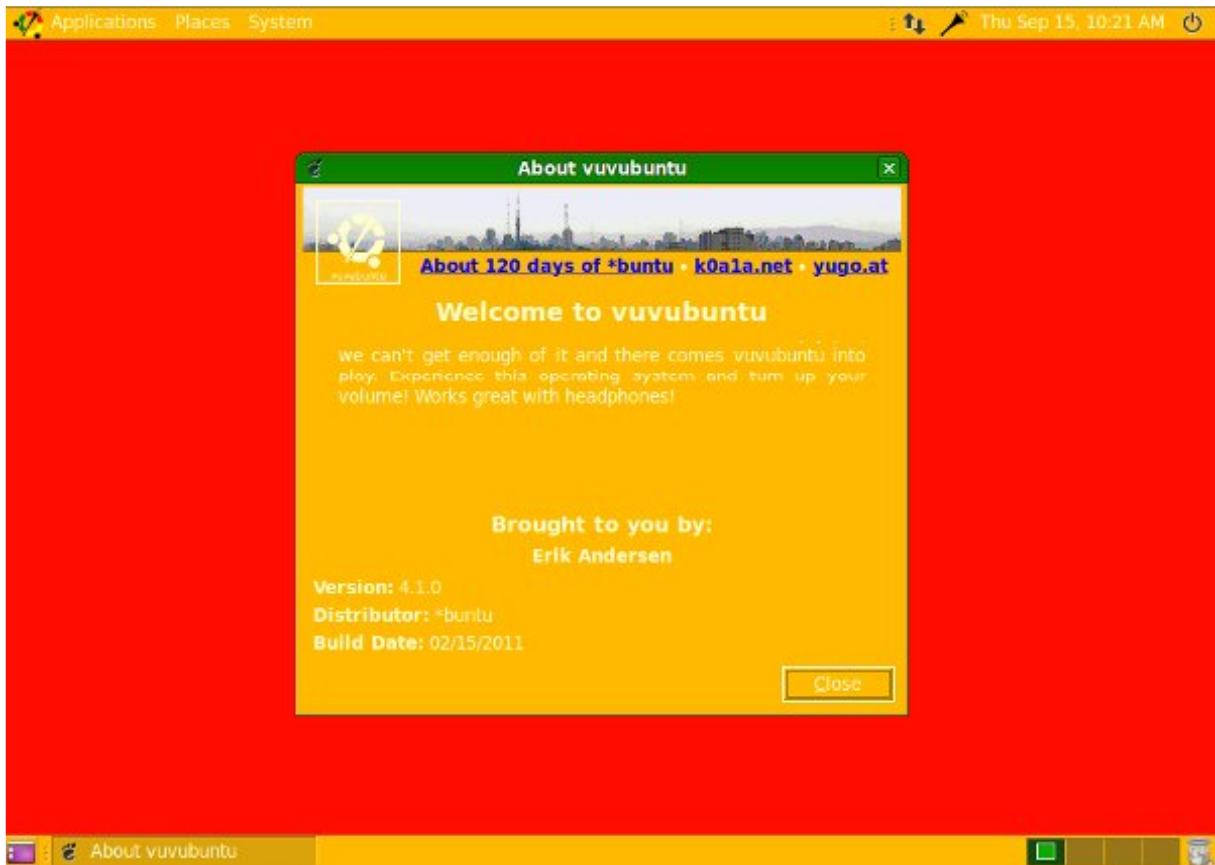 Applications Places System
Thu Sep 15, 10:21 AM
About vuvubuntu
vuvubuntu
About 120 days of *buntu • k0a1a.net • yugo.at
Welcome to vuvubuntu
we can't get enough of it and there comes vuvubuntu into
play. Experience this operating system and turn up your
volume! Works great with headphones!
Brought to you by:
Erik Andersen
Version: 4.1.0
Distributor: *buntu
Build Date: 02/15/2011
Close
About vuvubuntu